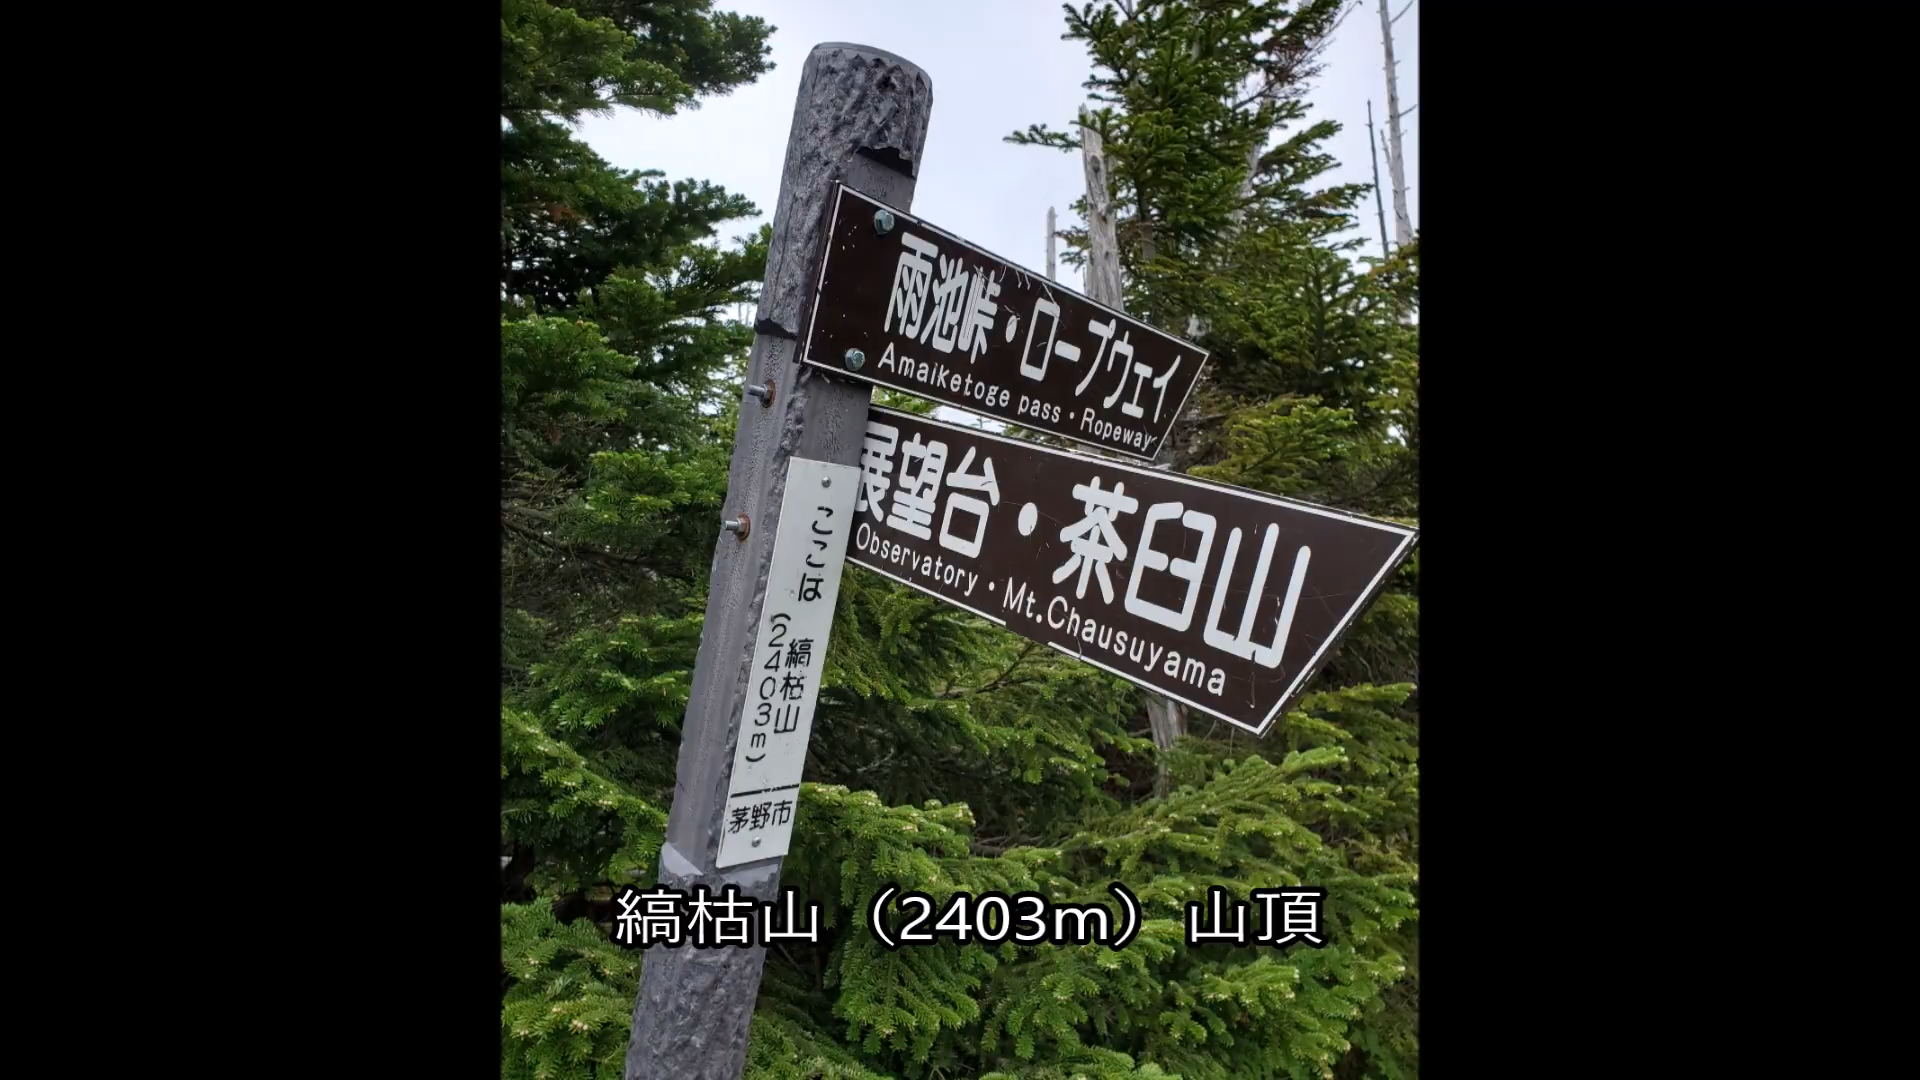 雨池峠・ロープウェイ
Amaiketoge pass・Ropeway
展望台・茶臼山
Observatory・Mt.Chausuyama
ここは
縞枯山
(2403m)
茅野市
縞枯山（2403m）山頂